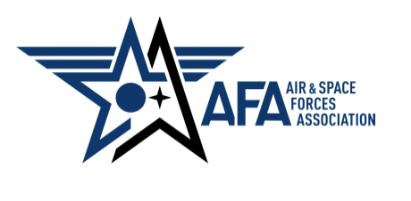 AFA
AIR & SPACE
FORCES
ASSOCIATION